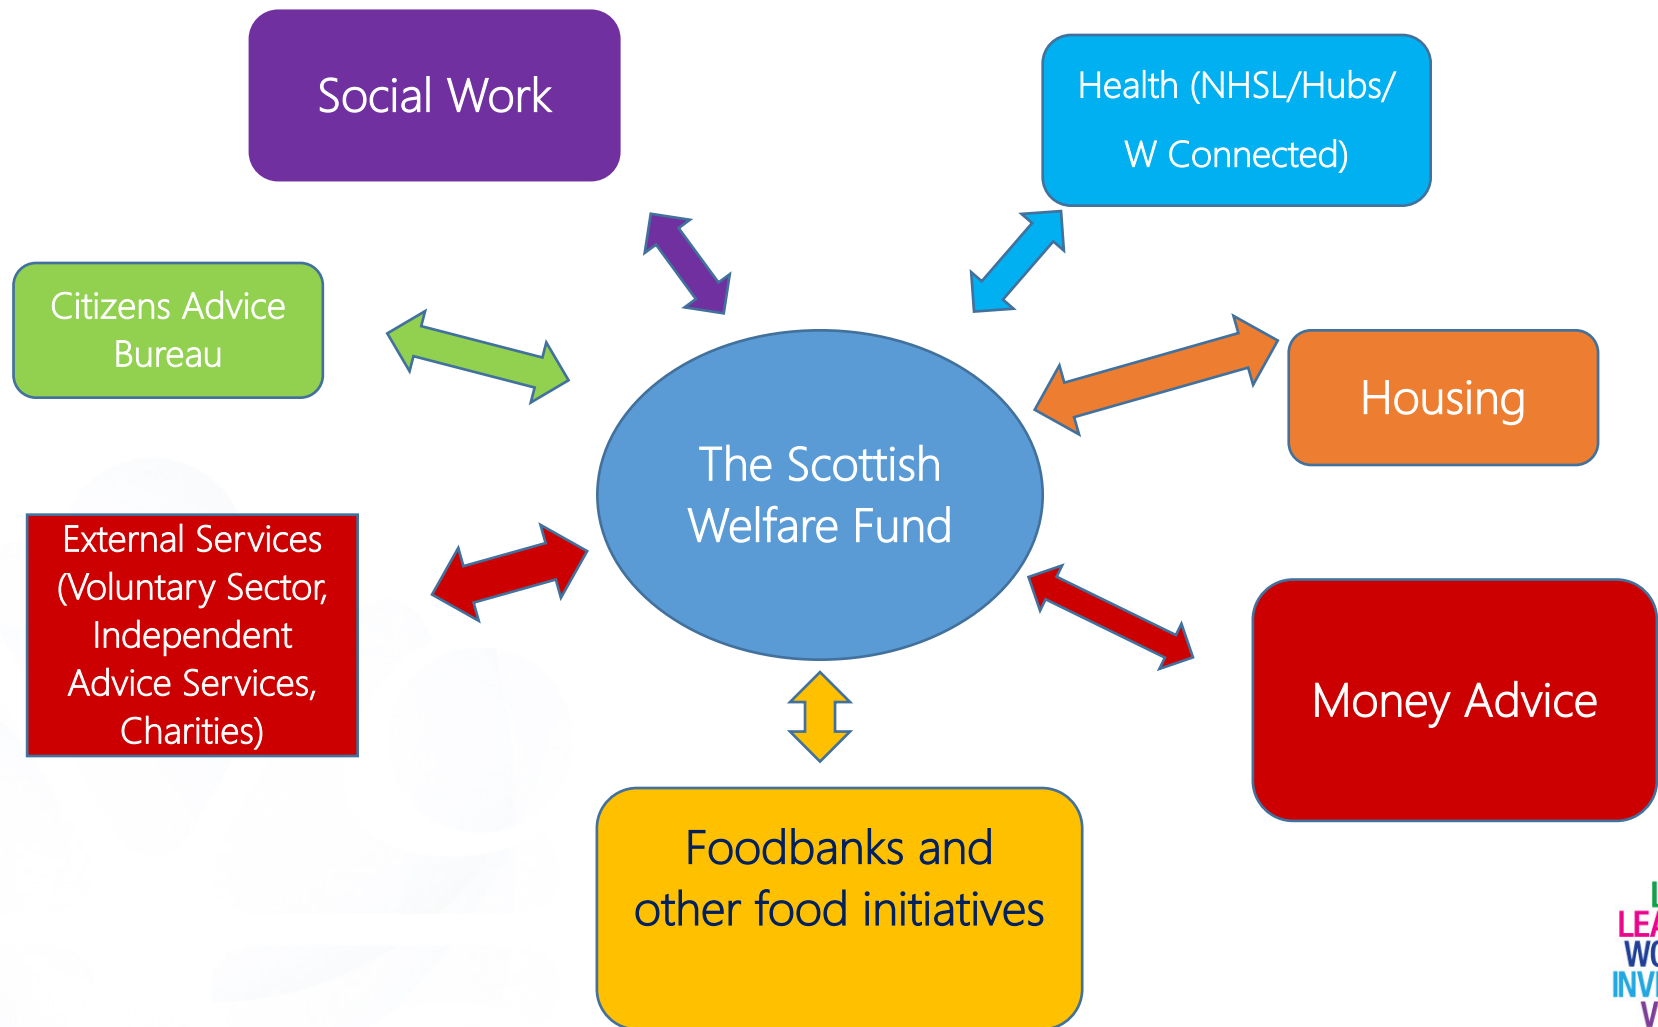 Social Work
Health (NHSL/Hubs/
W Connected)
Citizens Advice
Bureau
Housing
The Scottish
Welfare Fund
External Services
(Voluntary Sector,
Independent
Advice Services,
Charities)
Money Advice
Foodbanks and
other food initiatives